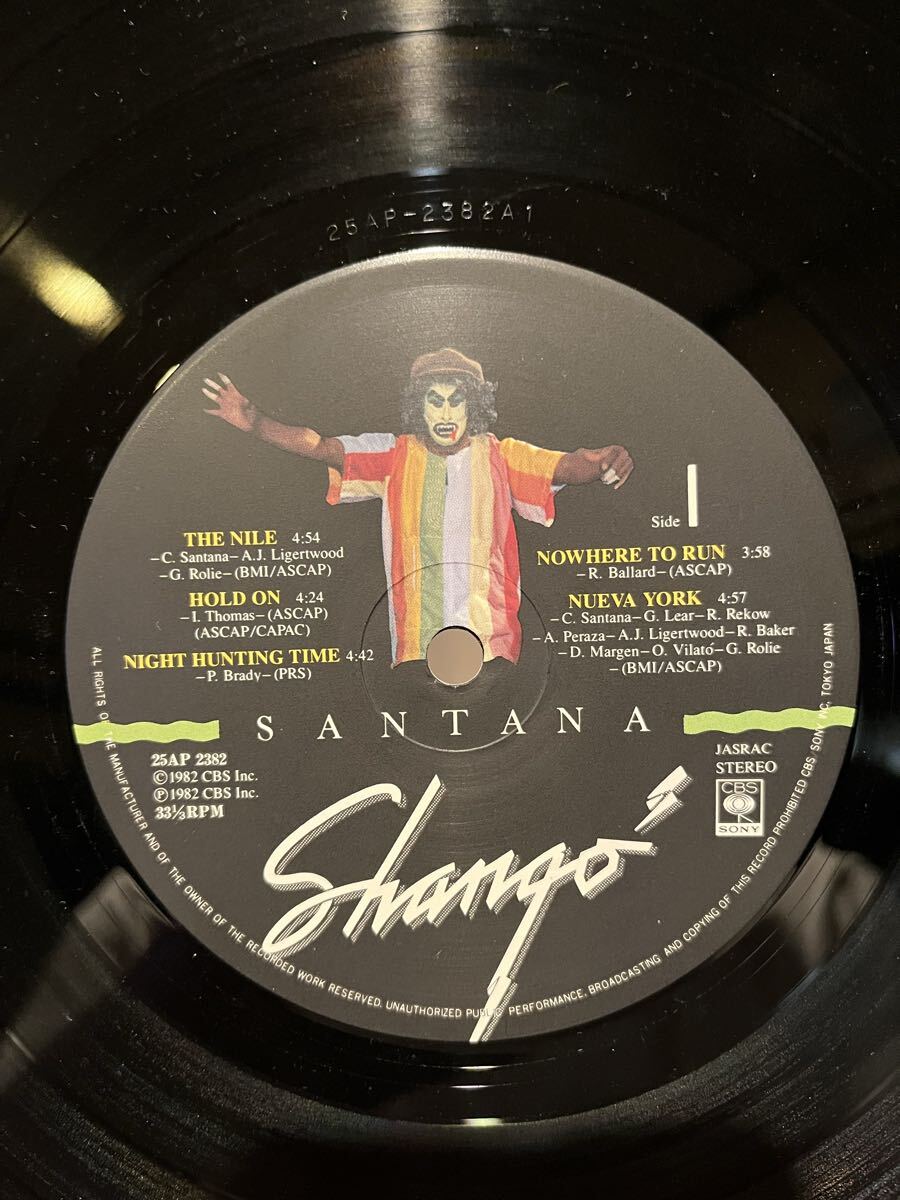 25AP-2382A1
Side 1
THE NILE 4:54
–C. Santana–A.J. Ligertwood
–G. Rolie–(BMI/ASCAP)
HOLD ON 4:24
–I. Thomas–(ASCAP)
(ASCAP/CAPAC)
NIGHT HUNTING TIME 4:42
–P. Brady–(PRS)
NOWHERE TO RUN 3:58
–R. Ballard–(ASCAP)
NUEVA YORK 4:57
–C. Santana–G. Lear–R. Rekow
–A. Peraza–A.J. Ligertwood–R. Baker
–D. Margen–O. Vilató–G. Rolie
–(BMI/ASCAP)
SANTANA
25AP 2382
©1982 CBS Inc.
℗1982 CBS Inc.
33⅓RPM
JASRAC
STEREO
CBS
SONY
Shangó
ALL RIGHTS OF THE MANUFACTURER AND OF THE OWNER OF THE RECORDED WORK RESERVED. UNAUTHORIZED PUBLIC PERFORMANCE, BROADCASTING AND COPYING OF THIS RECORD PROHIBITED CBS/SONY INC. TOKYO JAPAN